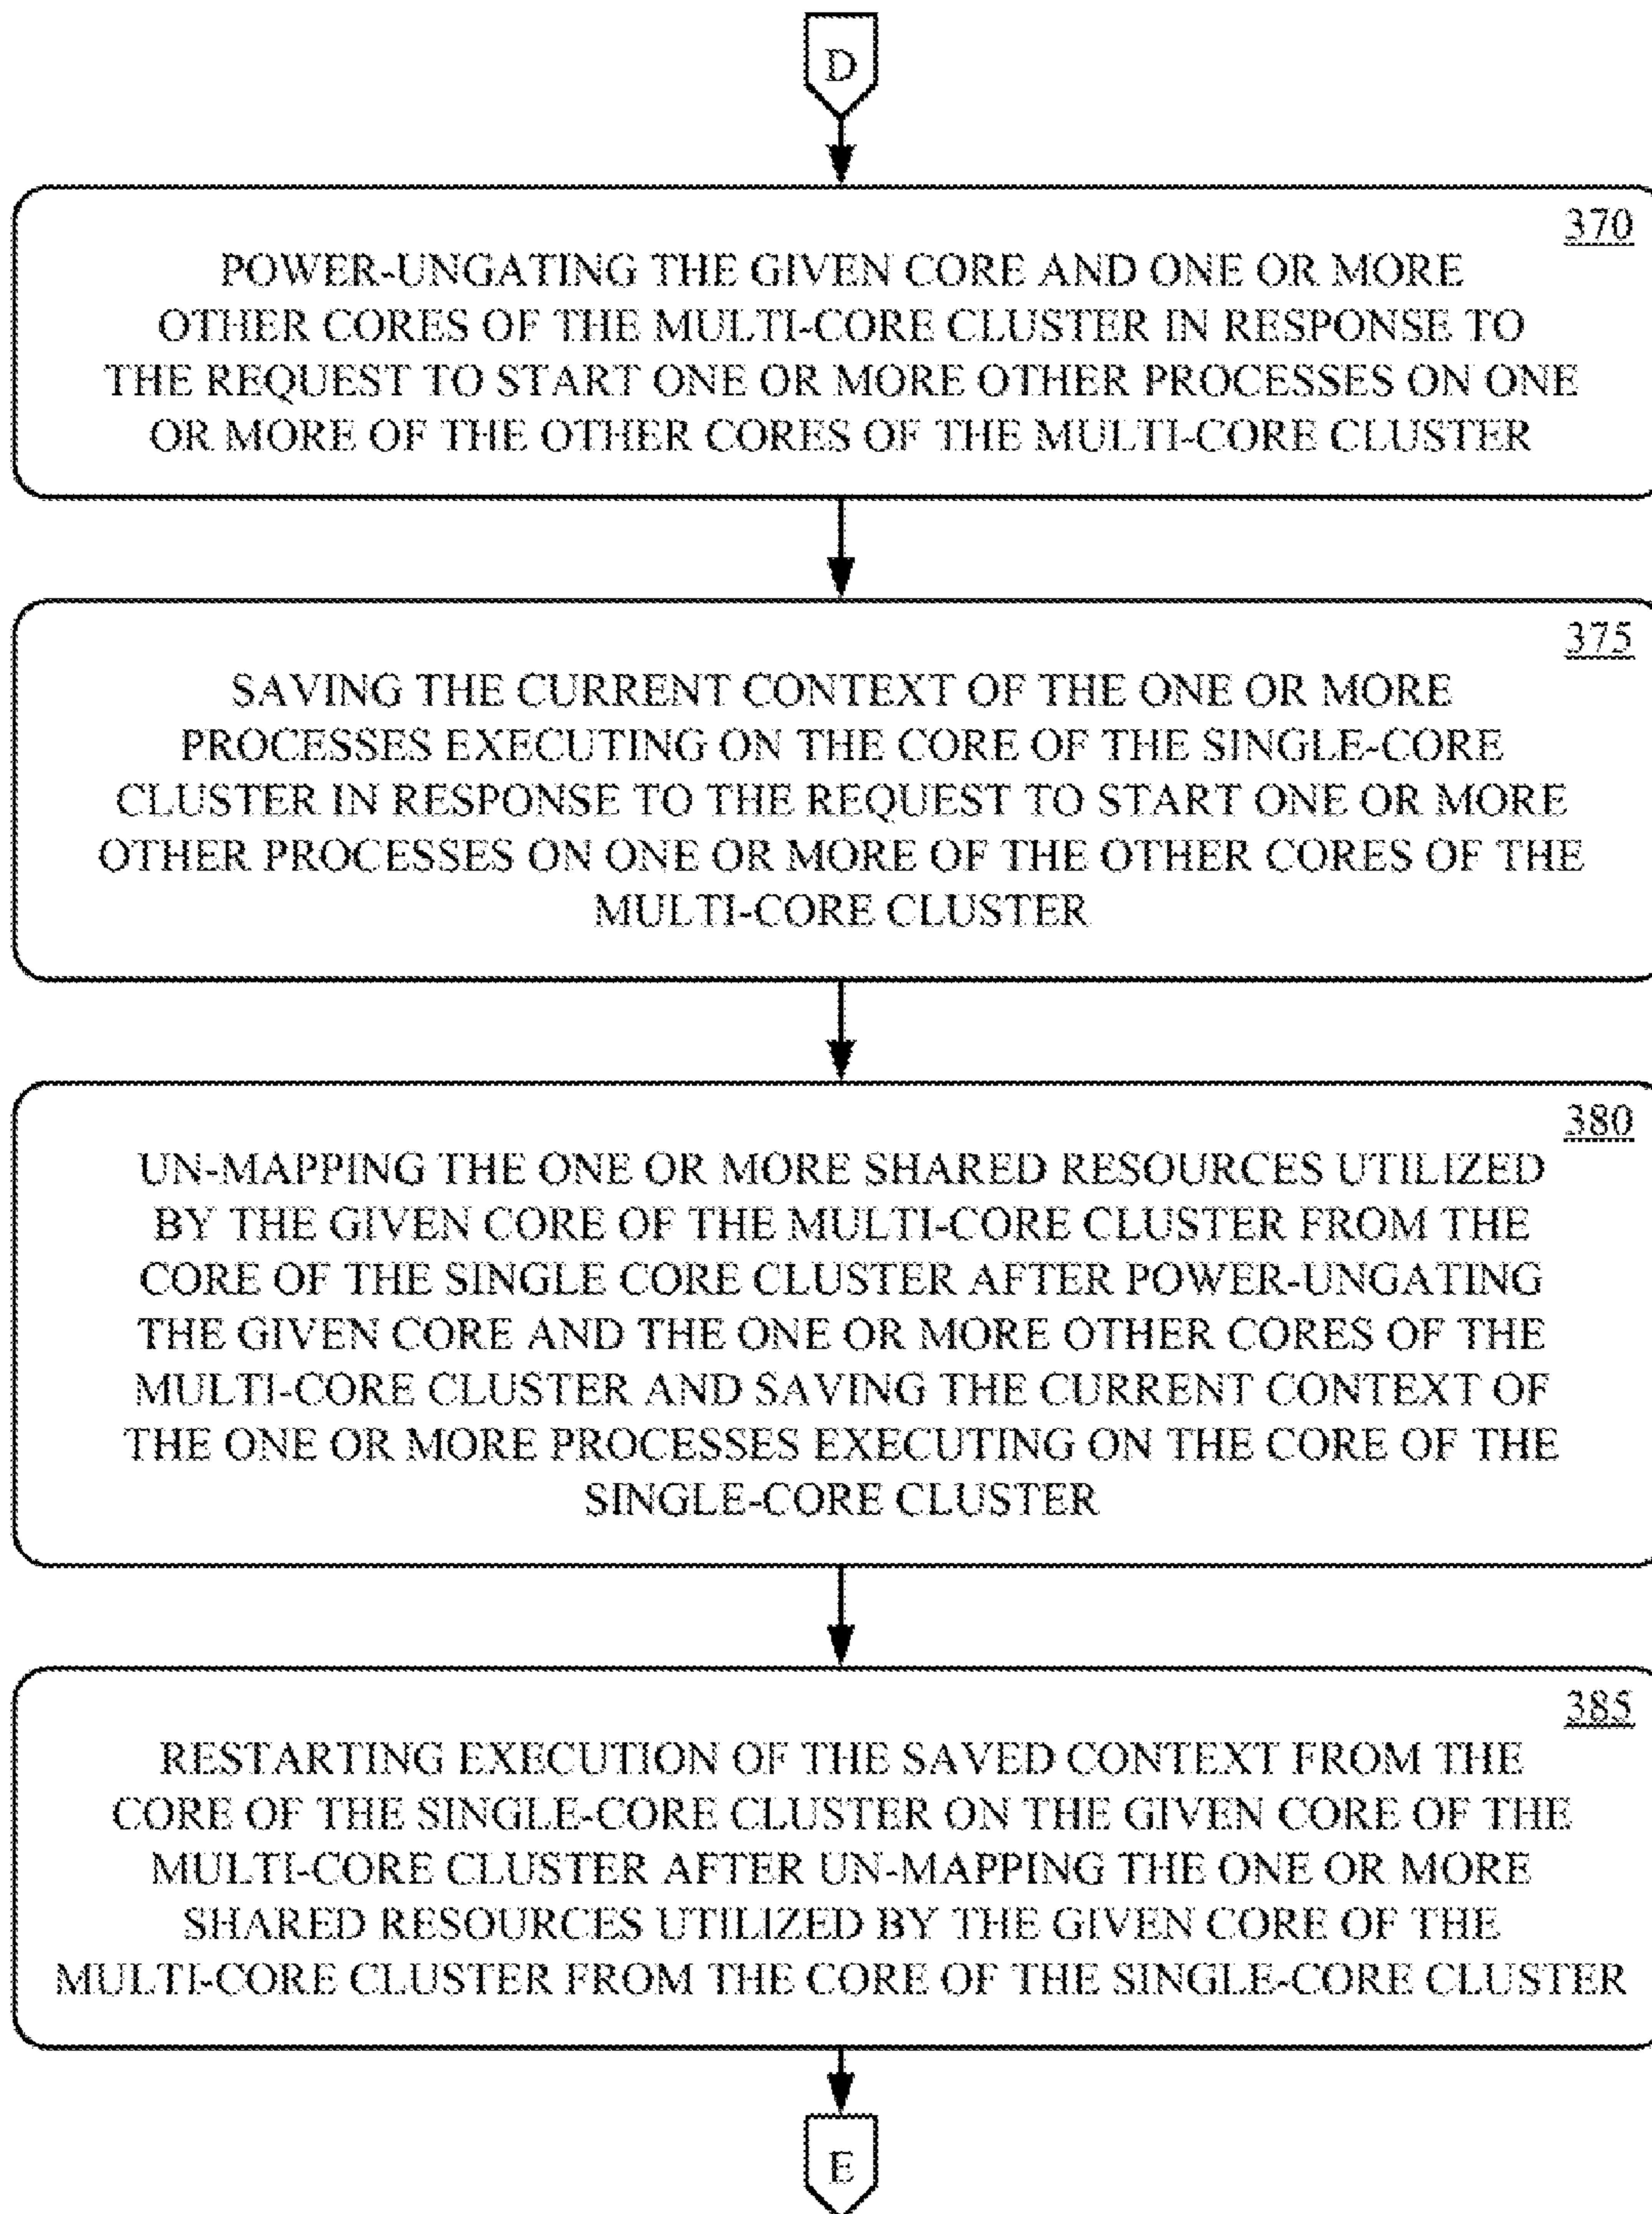 D
370
POWER-UNGATING THE GIVEN CORE AND ONE OR MORE
OTHER CORES OF THE MULTI-CORE CLUSTER IN RESPONSE TO
THE REQUEST TO START ONE OR MORE OTHER PROCESSES ON ONE
OR MORE OF THE OTHER CORES OF THE MULTI-CORE CLUSTER
375
SAVING THE CURRENT CONTEXT OF THE ONE OR MORE
PROCESSES EXECUTING ON THE CORE OF THE SINGLE-CORE
CLUSTER IN RESPONSE TO THE REQUEST TO START ONE OR MORE
OTHER PROCESSES ON ONE OR MORE OF THE OTHER CORES OF THE
MULTI-CORE CLUSTER
380
UN-MAPPING THE ONE OR MORE SHARED RESOURCES UTILIZED
BY THE GIVEN CORE OF THE MULTI-CORE CLUSTER FROM THE
CORE OF THE SINGLE CORE CLUSTER AFTER POWER-UNGATING
THE GIVEN CORE AND THE ONE OR MORE OTHER CORES OF THE
MULTI-CORE CLUSTER AND SAVING THE CURRENT CONTEXT OF
THE ONE OR MORE PROCESSES EXECUTING ON THE CORE OF THE
SINGLE-CORE CLUSTER
385
RESTARTING EXECUTION OF THE SAVED CONTEXT FROM THE
CORE OF THE SINGLE-CORE CLUSTER ON THE GIVEN CORE OF THE
MULTI-CORE CLUSTER AFTER UN-MAPPING THE ONE OR MORE
SHARED RESOURCES UTILIZED BY THE GIVEN CORE OF THE
MULTI-CORE CLUSTER FROM THE CORE OF THE SINGLE-CORE CLUSTER
E